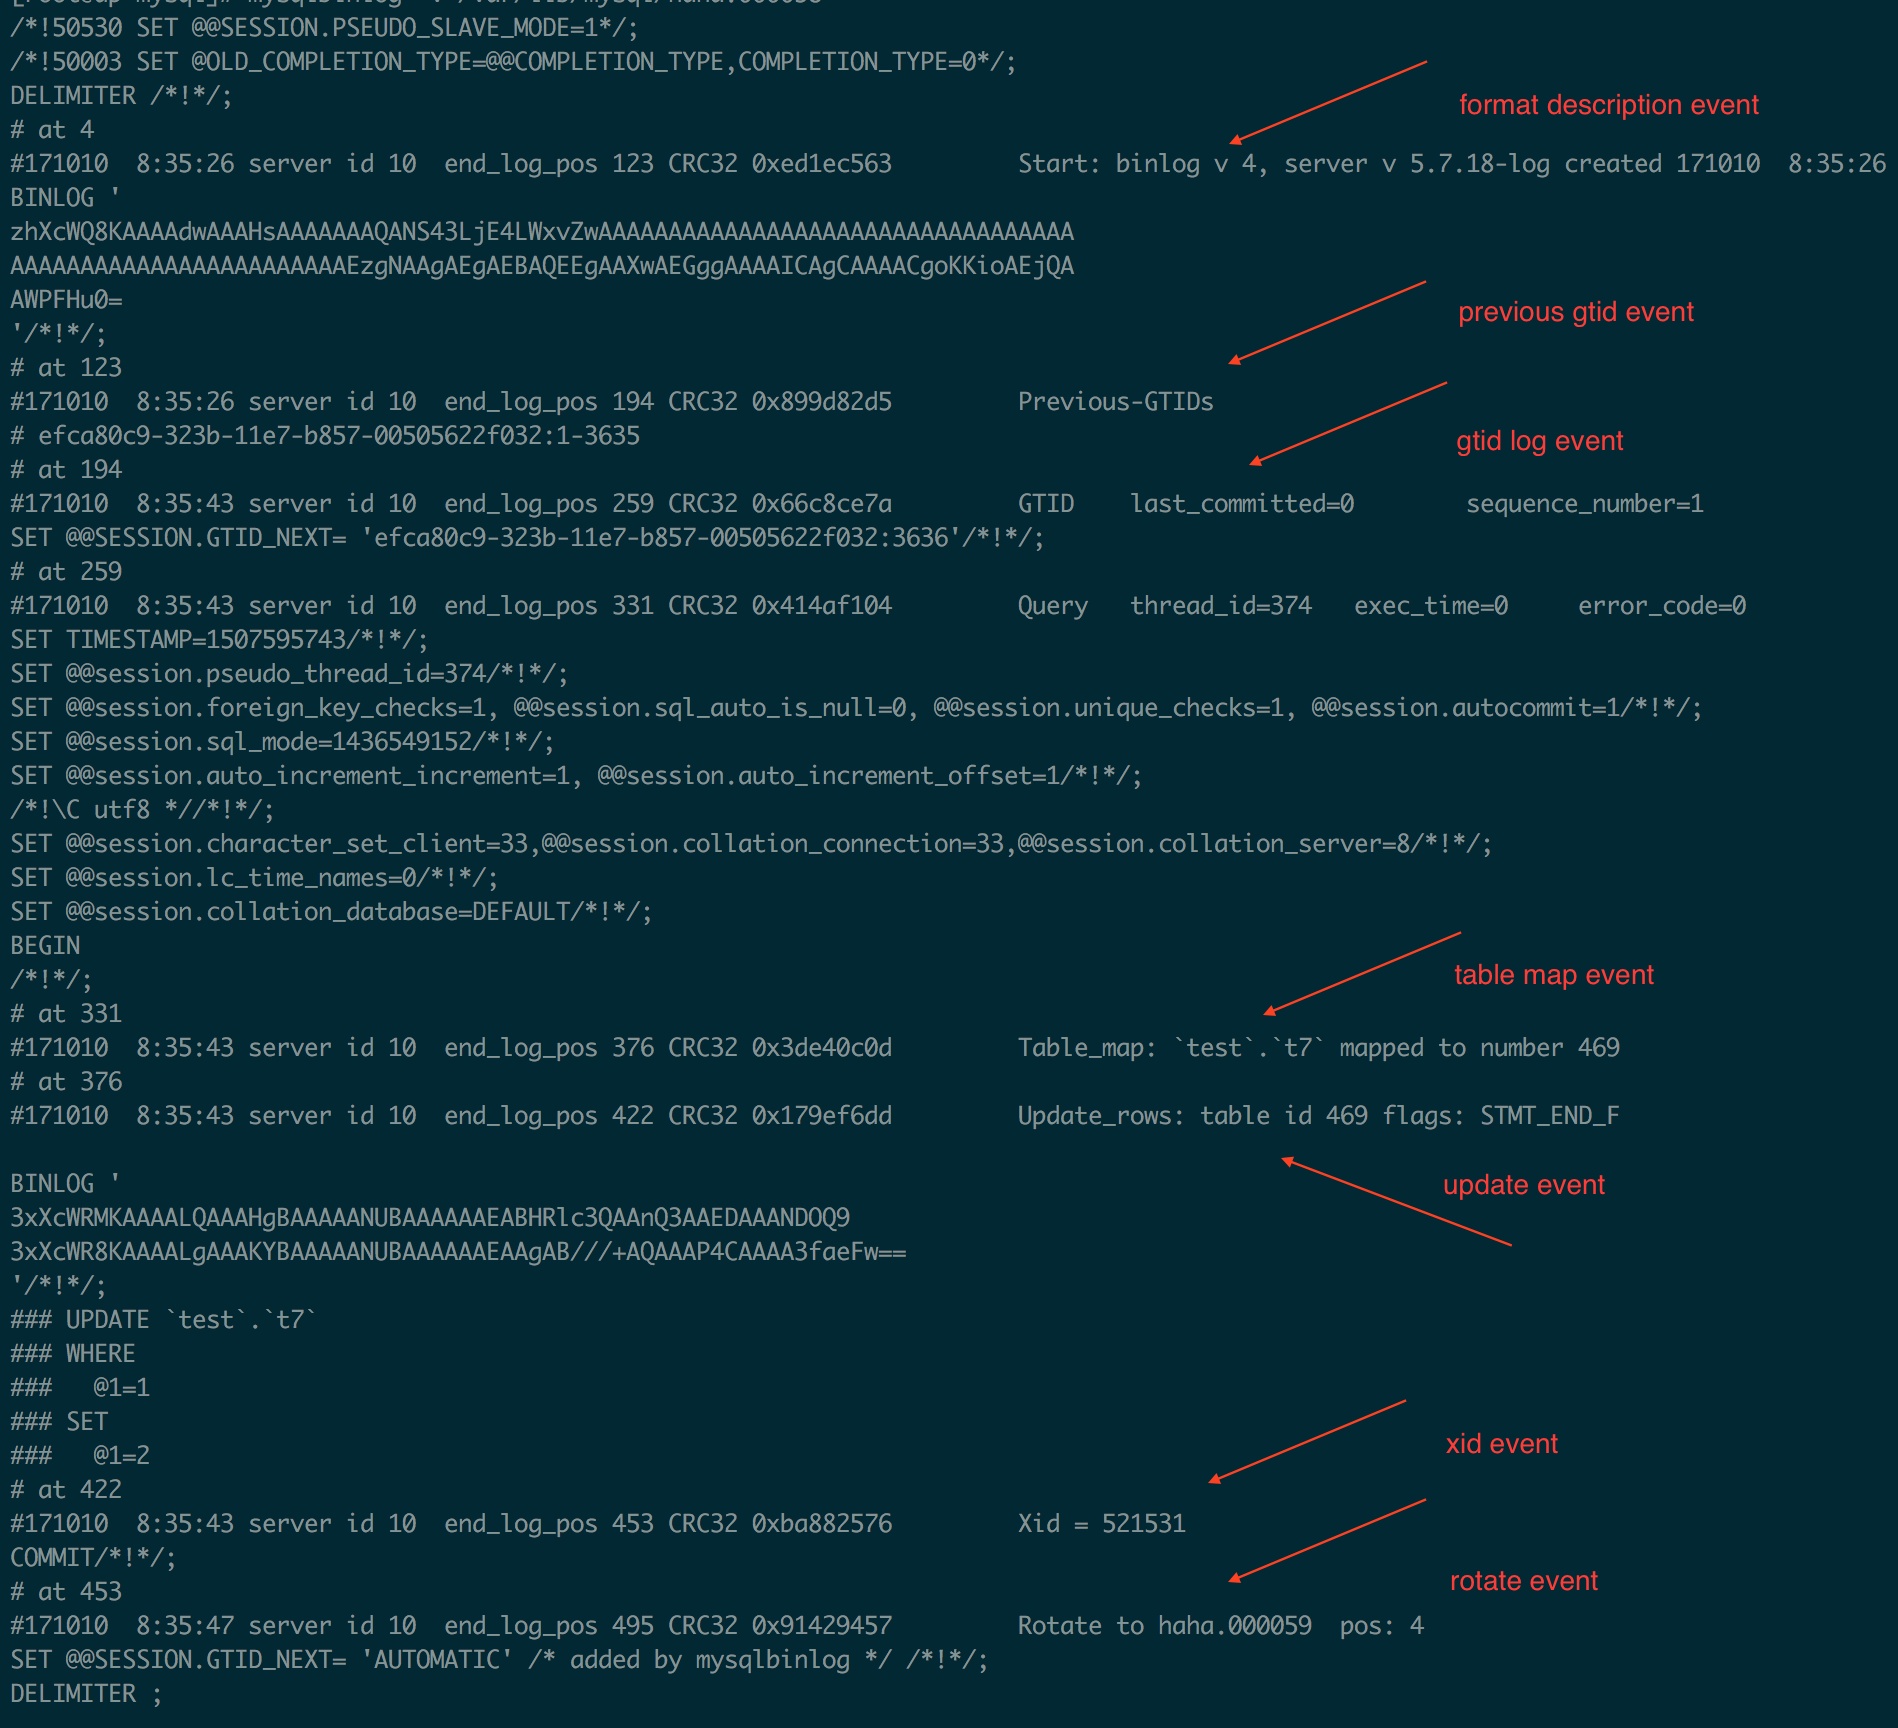 /*!50530 SET @@SESSION.PSEUDO_SLAVE_MODE=1*/;
/*!50003 SET @OLD_COMPLETION_TYPE=@@COMPLETION_TYPE,COMPLETION_TYPE=0*/;
DELIMITER /*!*/;
format description event
# at 4
#171010  8:35:26 server id 10  end_log_pos 123 CRC32 0xed1ec563         Start: binlog v 4, server v 5.7.18-log created 171010  8:35:26
BINLOG '
zhXcWQ8KAAAAdwAAAHsAAAAAAAQANS43LjE4LWxvZwAAAAAAAAAAAAAAAAAAAAAAAAAAAAAAAAAA
AAAAAAAAAAAAAAAAAAAAAAAAEzgNAAgAEgAEBAQEEgAAXwAEGggAAAAICAgCAAAACgoKKioAEjQA
AWPFHu0=
previous gtid event
'/*!*/;
# at 123
#171010  8:35:26 server id 10  end_log_pos 194 CRC32 0x899d82d5         Previous-GTIDs
# efca80c9-323b-11e7-b857-00505622f032:1-3635
gtid log event
# at 194
#171010  8:35:43 server id 10  end_log_pos 259 CRC32 0x66c8ce7a         GTID    last_committed=0        sequence_number=1
SET @@SESSION.GTID_NEXT= 'efca80c9-323b-11e7-b857-00505622f032:3636'/*!*/;
# at 259
#171010  8:35:43 server id 10  end_log_pos 331 CRC32 0x414af104         Query   thread_id=374   exec_time=0     error_code=0
SET TIMESTAMP=1507595743/*!*/;
SET @@session.pseudo_thread_id=374/*!*/;
SET @@session.foreign_key_checks=1, @@session.sql_auto_is_null=0, @@session.unique_checks=1, @@session.autocommit=1/*!*/;
SET @@session.sql_mode=1436549152/*!*/;
SET @@session.auto_increment_increment=1, @@session.auto_increment_offset=1/*!*/;
/*!\C utf8 *//*!*/;
SET @@session.character_set_client=33,@@session.collation_connection=33,@@session.collation_server=8/*!*/;
SET @@session.lc_time_names=0/*!*/;
SET @@session.collation_database=DEFAULT/*!*/;
BEGIN
table map event
/*!*/;
# at 331
#171010  8:35:43 server id 10  end_log_pos 376 CRC32 0x3de40c0d         Table_map: `test`.`t7` mapped to number 469
# at 376
#171010  8:35:43 server id 10  end_log_pos 422 CRC32 0x179ef6dd         Update_rows: table id 469 flags: STMT_END_F
update event
BINLOG '
3xXcWRMKAAAALQAAAHgBAAAAANUBAAAAAAEABHRlc3QAAnQ3AAEDAAANDOQ9
3xXcWR8KAAAALgAAAKYBAAAAANUBAAAAAAEAAgAB///+AQAAAP4CAAAA3faeFw==
'/*!*/;
### UPDATE `test`.`t7`
### WHERE
###   @1=1
### SET
xid event
###   @1=2
# at 422
#171010  8:35:43 server id 10  end_log_pos 453 CRC32 0xba882576         Xid = 521531
COMMIT/*!*/;
rotate event
# at 453
#171010  8:35:47 server id 10  end_log_pos 495 CRC32 0x91429457         Rotate to haha.000059  pos: 4
SET @@SESSION.GTID_NEXT= 'AUTOMATIC' /* added by mysqlbinlog */ /*!*/;
DELIMITER ;